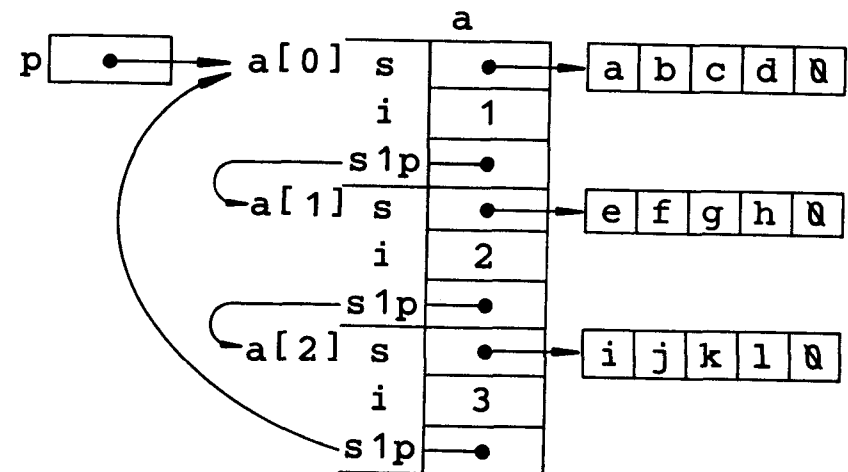 a
p a[0] s a b c d \0
i 1
s1p
a[1] s e f g h \0
i 2
s1p
a[2] s i j k l \0
i 3
s1p